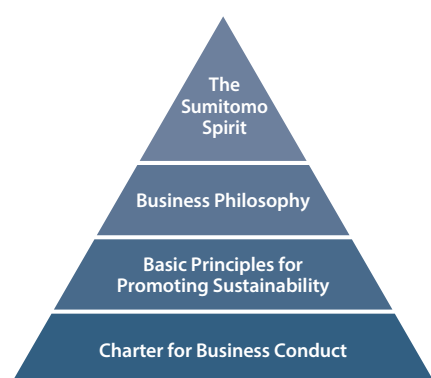 The
Sumitomo
Spirit
Business Philosophy
Basic Principles for
Promoting Sustainability
Charter for Business Conduct